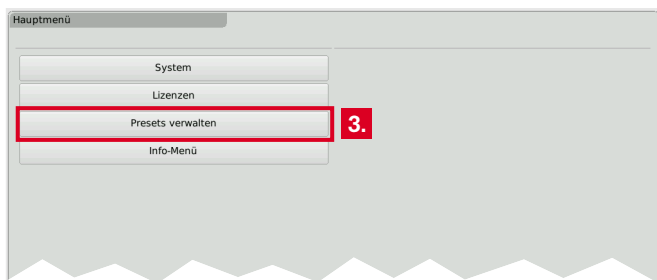 Hauptmenü
System
Lizenzen
Presets verwalten
3.
Info-Menü